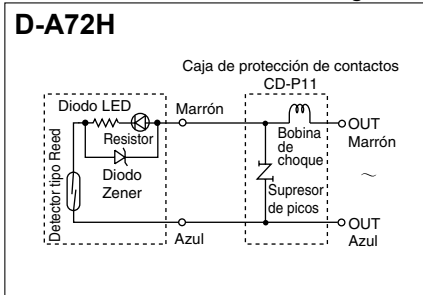 D-A72H
Caja de protección de contactos
CD-P11
Diodo LED
Marrón
Resistor
Diodo
Zener
Detector tipo Reed
Azul
Bobina
de
choque
Supresor
de picos
OUT
Marrón
~
OUT
Azul